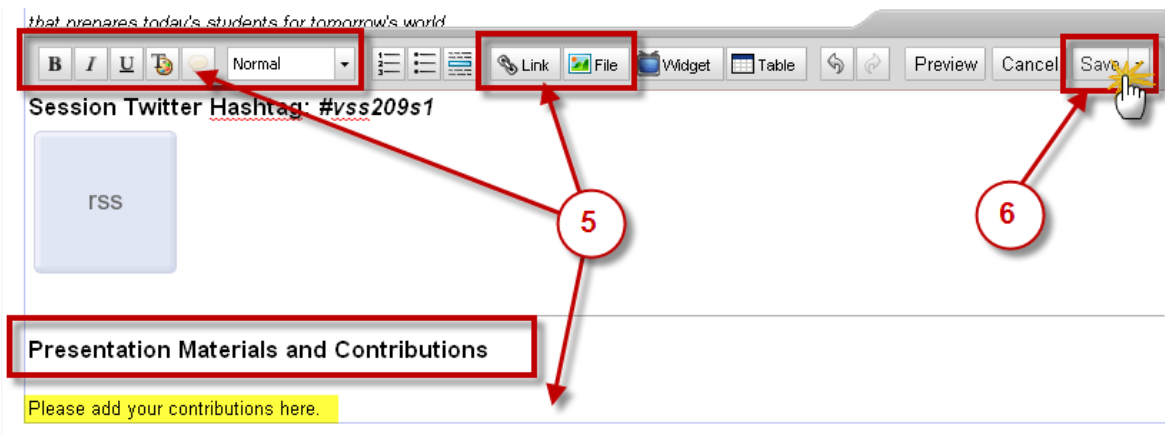 that prepares today's students for tomorrow's world
B I U T Normal Link File Widget Table Preview Cancel Save
Session Twitter Hashtag: #vss209s1
rss
5
6
Presentation Materials and Contributions
Please add your contributions here.